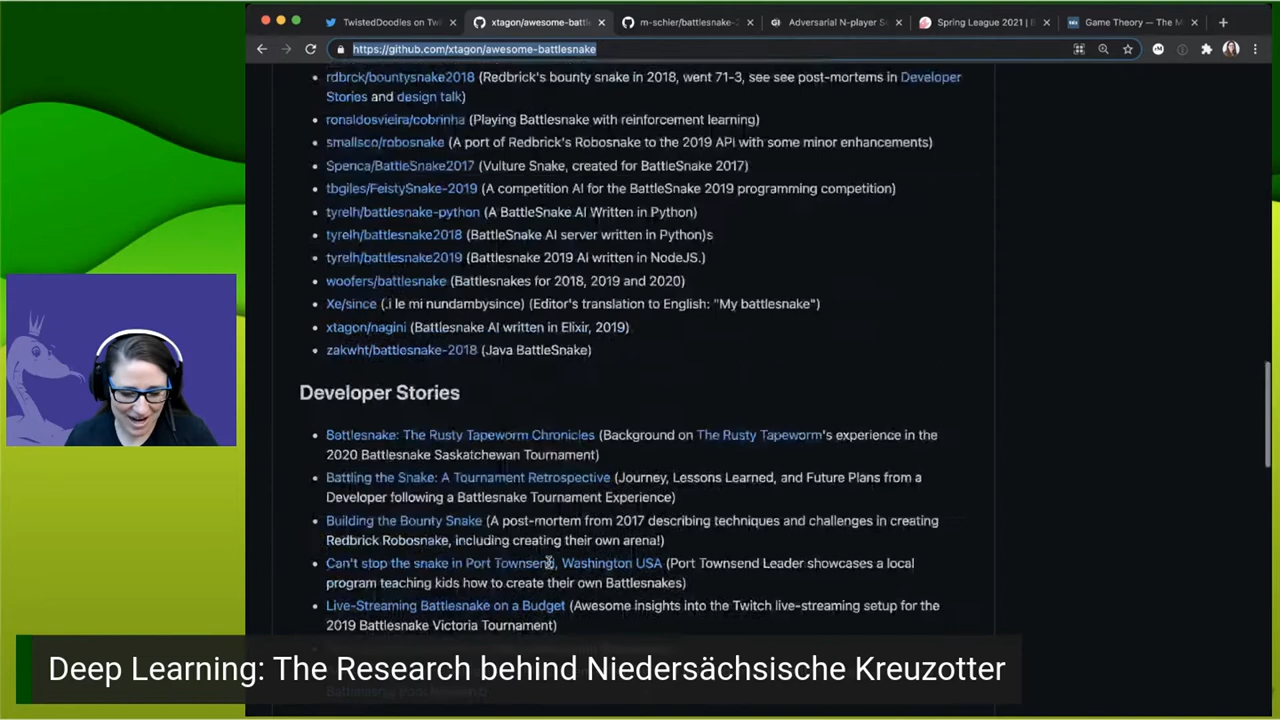 TwistedDoodles on Twi
xtagon/awesome-battl
m-schier/battlesnake-
Adversarial N-player S
Spring League 2021 | B
Game Theory — The M
https://github.com/xtagon/awesome-battlesnake
rdbrck/bountysnake2018 (Redbrick's bounty snake in 2018, went 71-3, see see post-mortems in Developer
Stories and design talk)
ronaldosvieira/cobrinha (Playing Battlesnake with reinforcement learning)
smallsco/robosnake (A port of Redbrick's Robosnake to the 2019 API with some minor enhancements)
Spenca/BattleSnake2017 (Vulture Snake, created for BattleSnake 2017)
tbgiles/FeistySnake-2019 (A competition AI for the BattleSnake 2019 programming competition)
tyrelh/battlesnake-python (A BattleSnake AI Written in Python)
tyrelh/battlesnake2018 (BattleSnake AI server written in Python)s
tyrelh/battlesnake2019 (Battlesnake 2019 AI written in NodeJS.)
woofers/battlesnake (Battlesnakes for 2018, 2019 and 2020)
Xe/since (.i le mi nundambysince) (Editor's translation to English: "My battlesnake")
xtagon/nagini (Battlesnake AI written in Elixir, 2019)
zakwht/battlesnake-2018 (Java BattleSnake)
Developer Stories
Battlesnake: The Rusty Tapeworm Chronicles (Background on The Rusty Tapeworm's experience in the
2020 Battlesnake Saskatchewan Tournament)
Battling the Snake: A Tournament Retrospective (Journey, Lessons Learned, and Future Plans from a
Developer following a Battlesnake Tournament Experience)
Building the Bounty Snake (A post-mortem from 2017 describing techniques and challenges in creating
Redbrick Robosnake, including creating their own arena!)
Can't stop the snake in Port Townsend, Washington USA (Port Townsend Leader showcases a local
program teaching kids how to create their own Battlesnakes)
Live-Streaming Battlesnake on a Budget (Awesome insights into the Twitch live-streaming setup for the
2019 Battlesnake Victoria Tournament)
Deep Learning: The Research behind Niedersächsische Kreuzotter